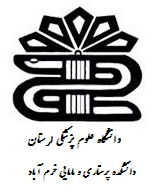 دانشگاه علوم پزشکی لرستان
دانشکده پرستاری و مامایی خرم آباد